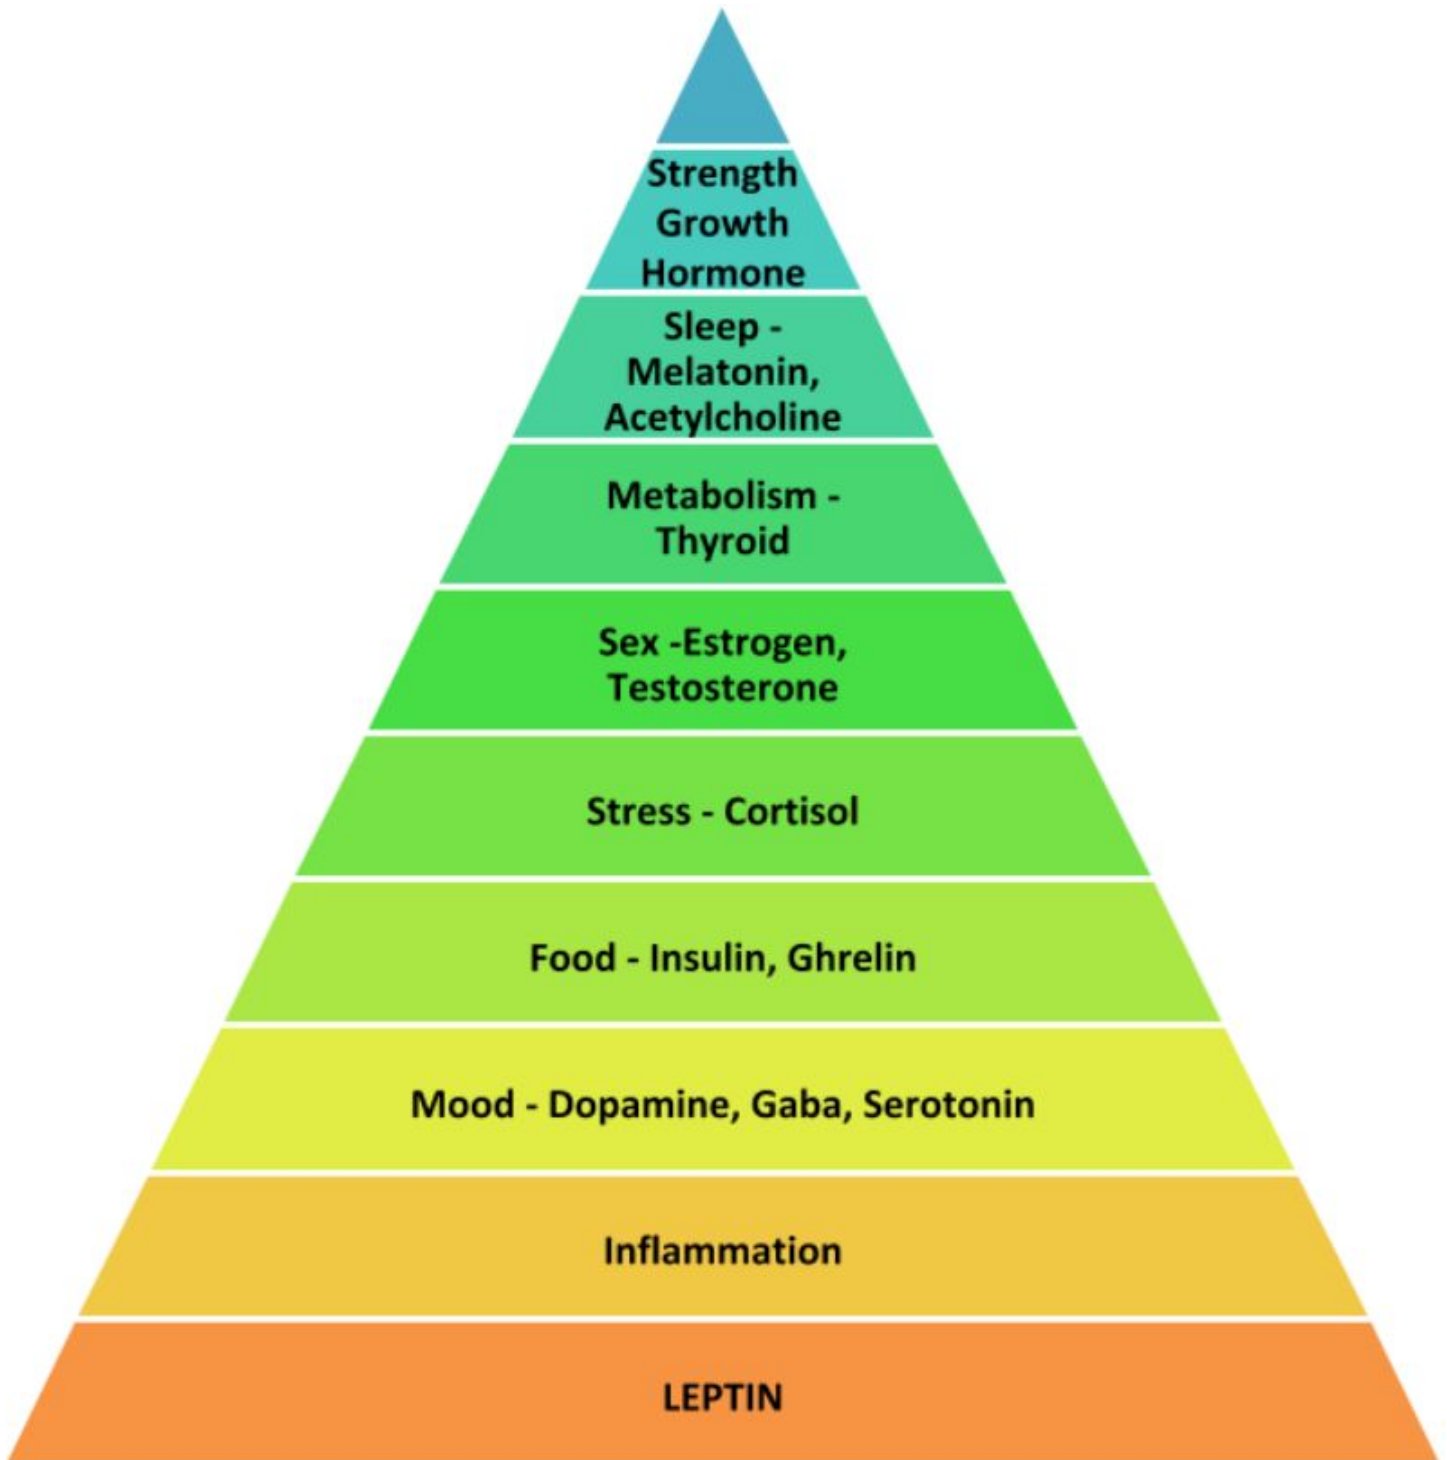 Strength
Growth
Hormone
Sleep -
Melatonin,
Acetylcholine
Metabolism -
Thyroid
Sex -Estrogen,
Testosterone
Stress - Cortisol
Food - Insulin, Ghrelin
Mood - Dopamine, Gaba, Serotonin
Inflammation
LEPTIN